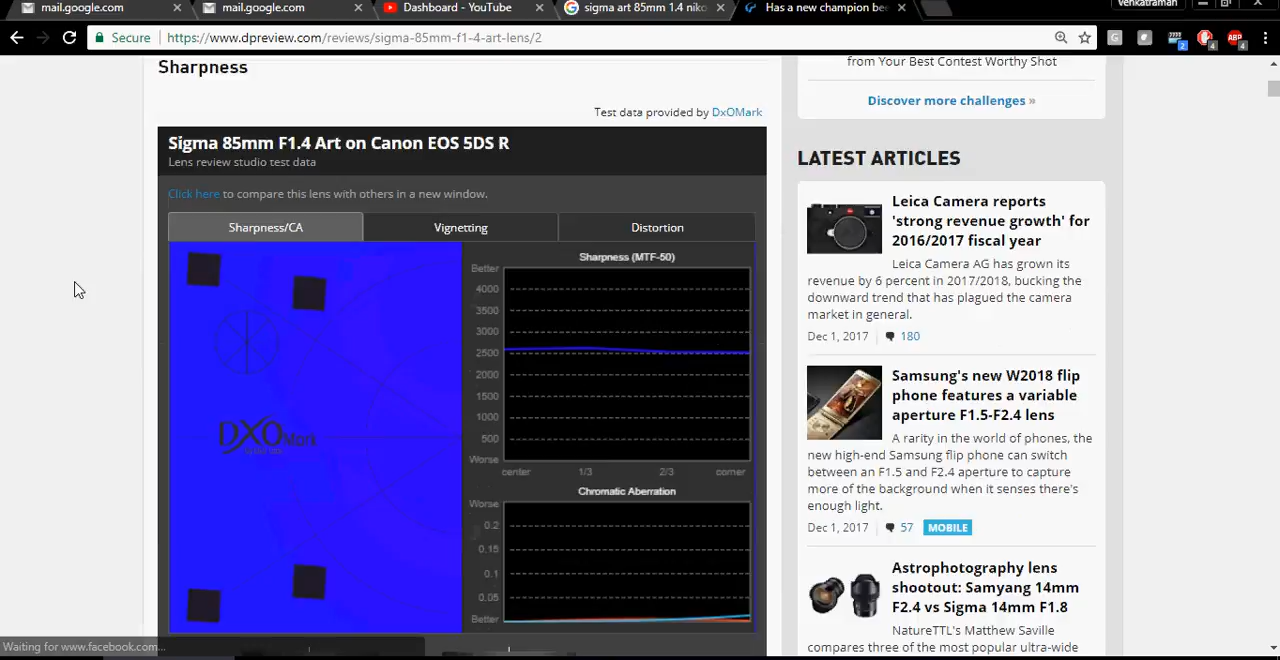 mail.google.com
mail.google.com
Dashboard - YouTube
sigma art 85mm 1.4 niko
Has a new champion bee
Venkatraman
Secure
https://www.dpreview.com/reviews/sigma-85mm-f1-4-art-lens/2
2
4
4
Sharpness
Test data provided by DxOMark
Sigma 85mm F1.4 Art on Canon EOS 5DS R
Lens review studio test data
Click here to compare this lens with others in a new window.
Sharpness/CA
Vignetting
Distortion
DXOMark
Sharpness (MTF-50)
Better
4000
3500
3000
2500
2000
1500
1000
500
Worse
center
1/3
2/3
corner
Chromatic Aberration
Worse
0.2
0.15
0.1
0.05
Better
from Your Best Contest Worthy Shot
Discover more challenges »
LATEST ARTICLES
Leica Camera reports
'strong revenue growth' for
2016/2017 fiscal year
Leica Camera AG has grown its
revenue by 6 percent in 2017/2018, bucking the
downward trend that has plagued the camera
market in general.
Dec 1, 2017
180
Samsung's new W2018 flip
phone features a variable
aperture F1.5-F2.4 lens
A rarity in the world of phones, the
new high-end Samsung flip phone can switch
between an F1.5 and F2.4 aperture to capture
more of the background when it senses there's
enough light.
Dec 1, 2017
57
MOBILE
Astrophotography lens
shootout: Samyang 14mm
F2.4 vs Sigma 14mm F1.8
NatureTTL's Matthew Saville
compares three of the most popular ultra-wide
Waiting for www.facebook.com...